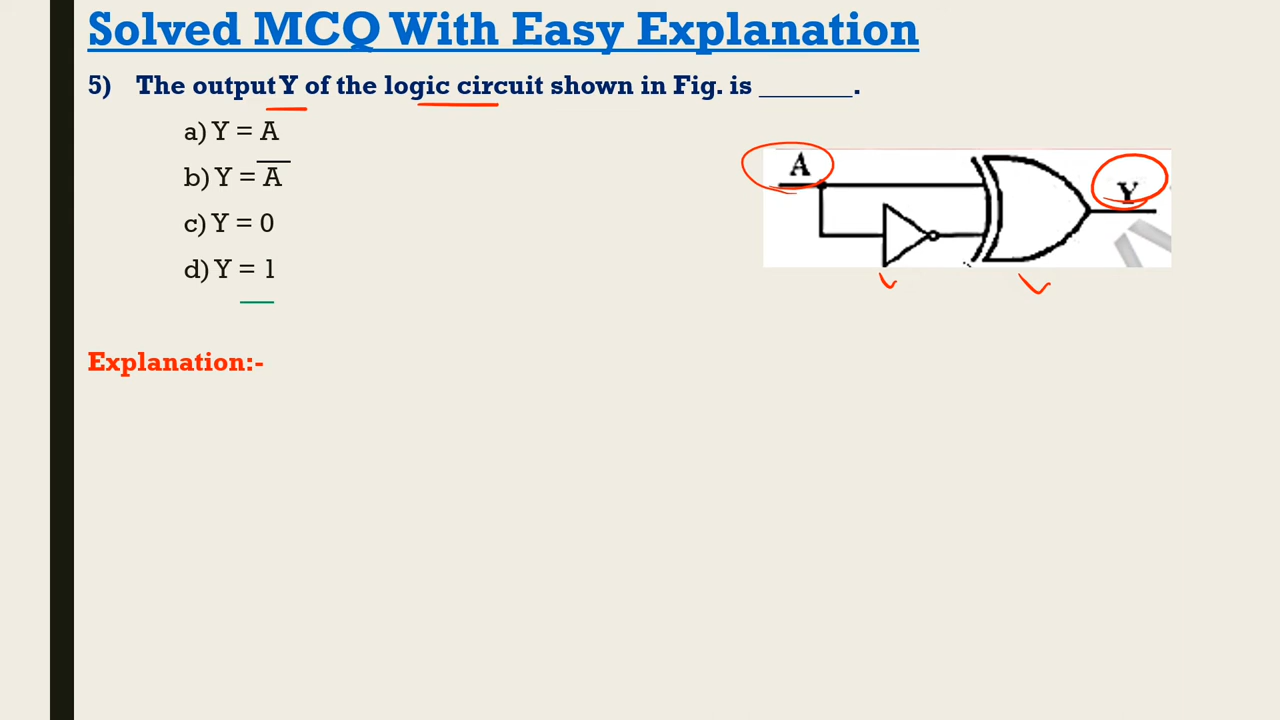 Solved MCQ With Easy Explanation
5) The output Y of the logic circuit shown in Fig. is _______.
a) Y = A
b) Y = A̅
c) Y = 0
d) Y = 1
A
Y
Explanation:-